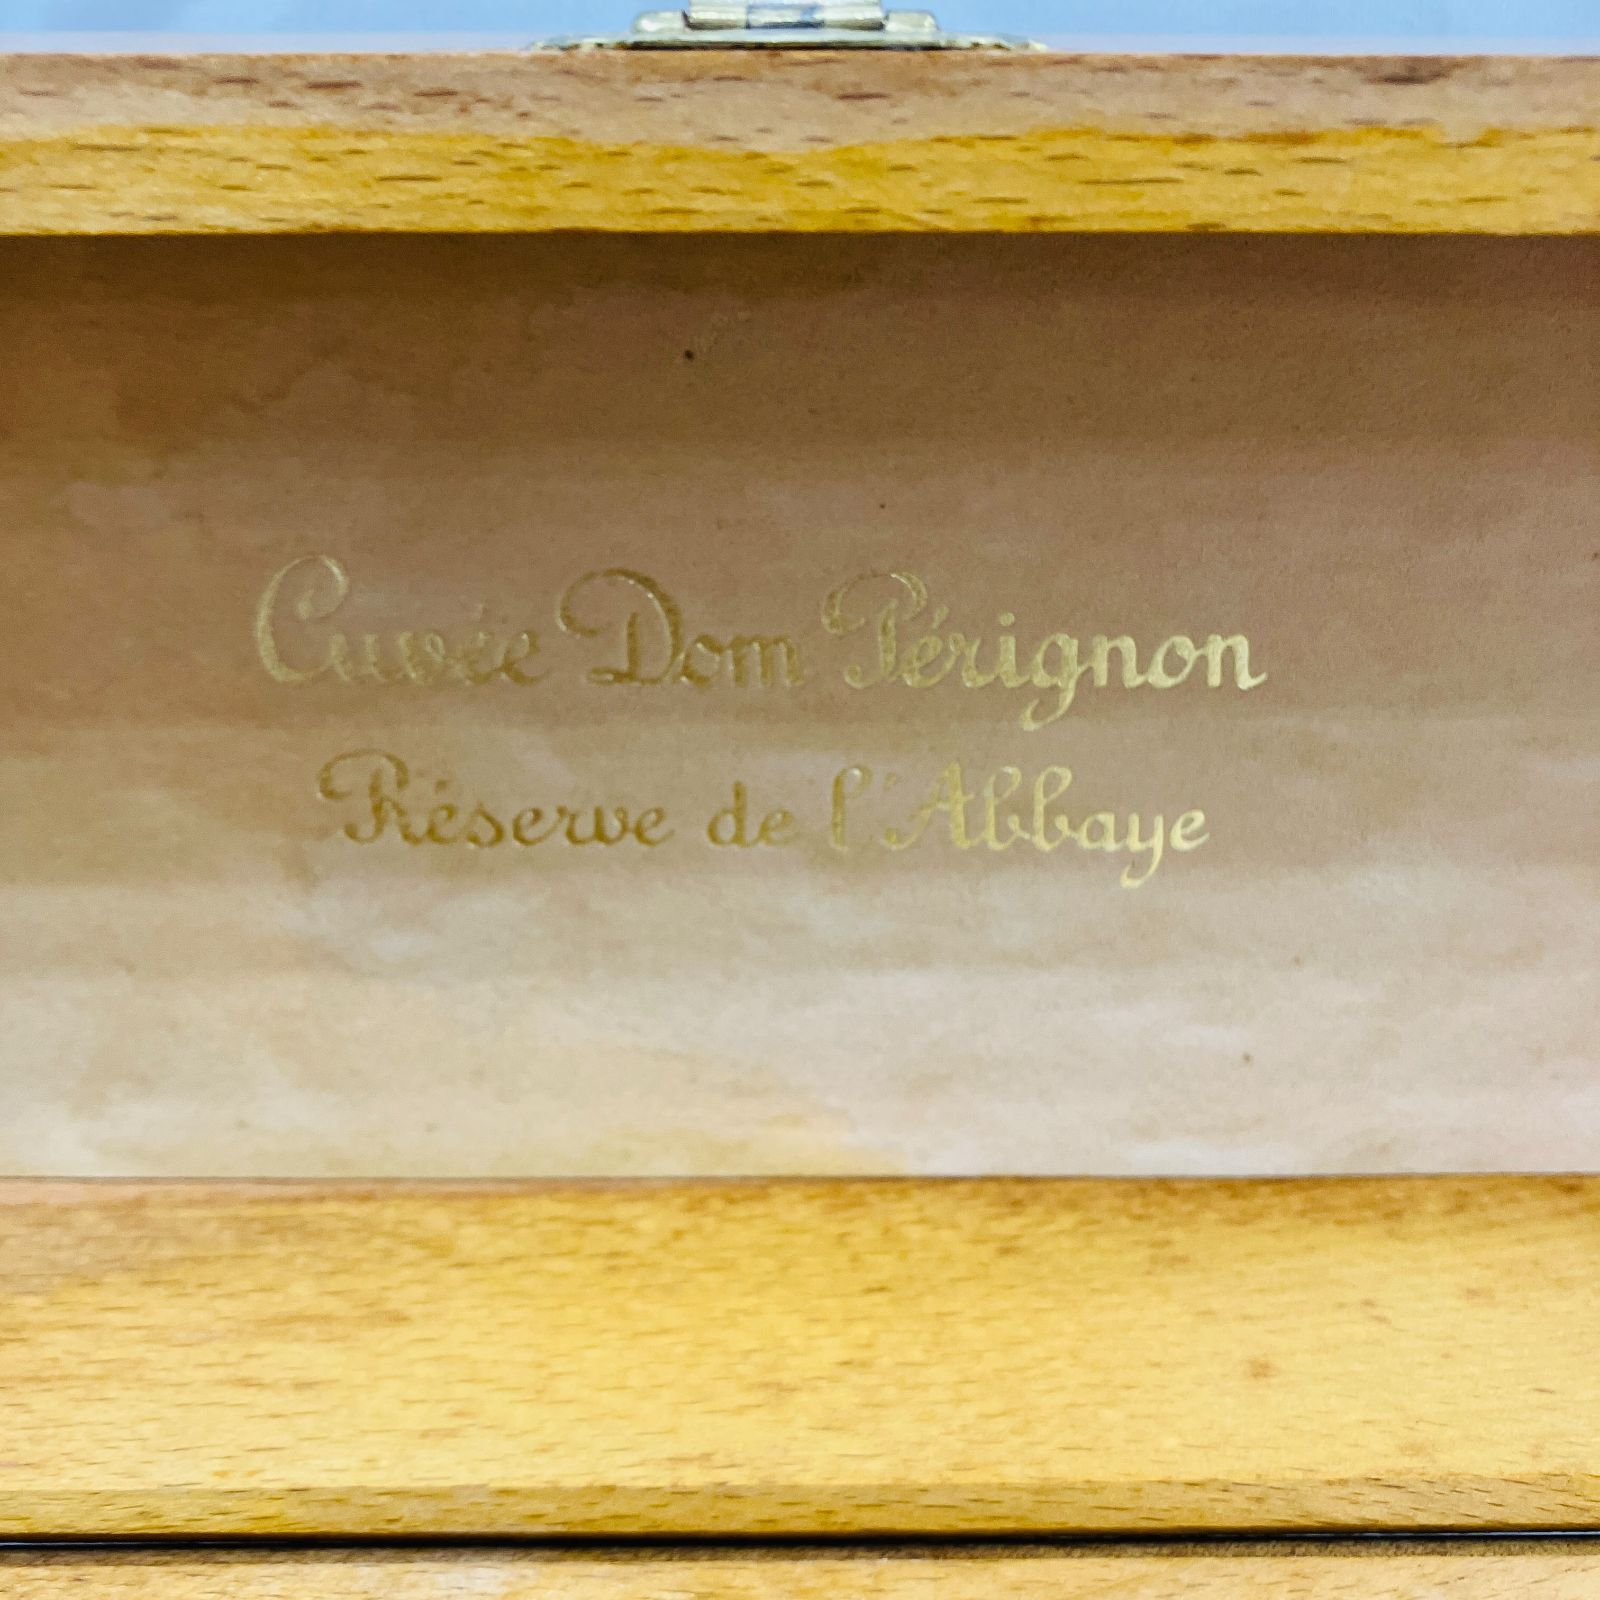 Cuvée Dom Pérignon
Réserve de l'Abbaye